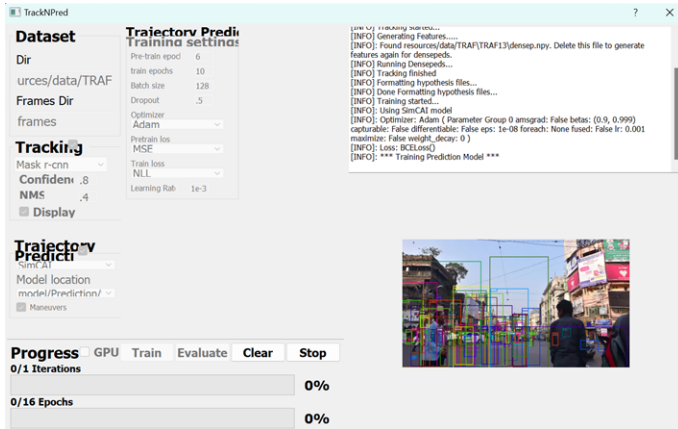 TrackNPred
? X
Dataset
Dir
urces/data/TRAF
Frames Dir
frames
Tracking
Mask r-cnn
Confidenc .8
NMS .4
Display
Trajectory
Predicti
SimCAI
Model location
model/Prediction/
Maneuvers
Trajectory Predic
Training settings
Pre-train epocl 6
train epochs 10
Batch size 128
Dropout .5
Optimizer
Adam
Pretrain los
MSE
Train loss
NLL
Learning Rat 1e-3
[INFO] Tracking started...
[INFO] Generating Features.....
[INFO]: Found resources/data/TRAF\TRAF13\densep.npy. Delete this file to generate
features again for densepeds.
[INFO] Running Densepeds...
[INFO] Tracking finished
[INFO] Formatting hypothesis files...
[INFO] Done Formatting hypothesis files...
[INFO] Training started...
[INFO]: Using SimCAI model
[INFO]: Optimizer: Adam ( Parameter Group 0 amsgrad: False betas: (0.9, 0.999)
capturable: False differentiable: False eps: 1e-08 foreach: None fused: False lr: 0.001
maximize: False weight_decay: 0 )
[INFO]: Loss: BCELoss()
[INFO]: *** Training Prediction Model ***
Progress GPU Train Evaluate Clear Stop
0/1 Iterations
0%
0/16 Epochs
0%